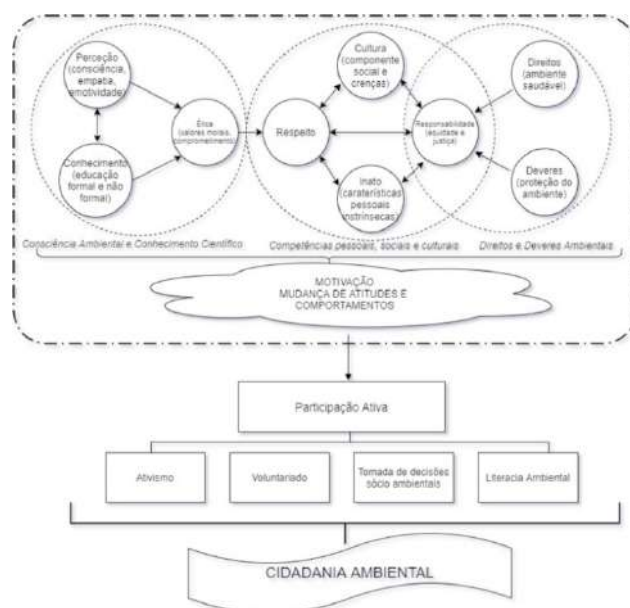 Perceção
(consciência,
empatia,
emotividade)
Conhecimento
(educação
formal e não
formal)
Ética
(valores morais,
comprometimento)
Respeito
Cultura
(componente
social e
crenças)
Inato
(caraterísticas
pessoais
instrínsecas)
Responsabilidade
(equidade e
justiça)
Direitos
(ambiente
saudável)
Deveres
(proteção do
ambiente)
Consciência Ambiental e Conhecimento Científico
Competências pessoais, sociais e culturais
Direitos e Deveres Ambientais
MOTIVAÇÃO
MUDANÇA DE ATITUDES E
COMPORTAMENTOS
Participação Ativa
Ativismo
Voluntariado
Tomada de decisões
sócio ambientais
Literacia Ambiental
CIDADANIA AMBIENTAL